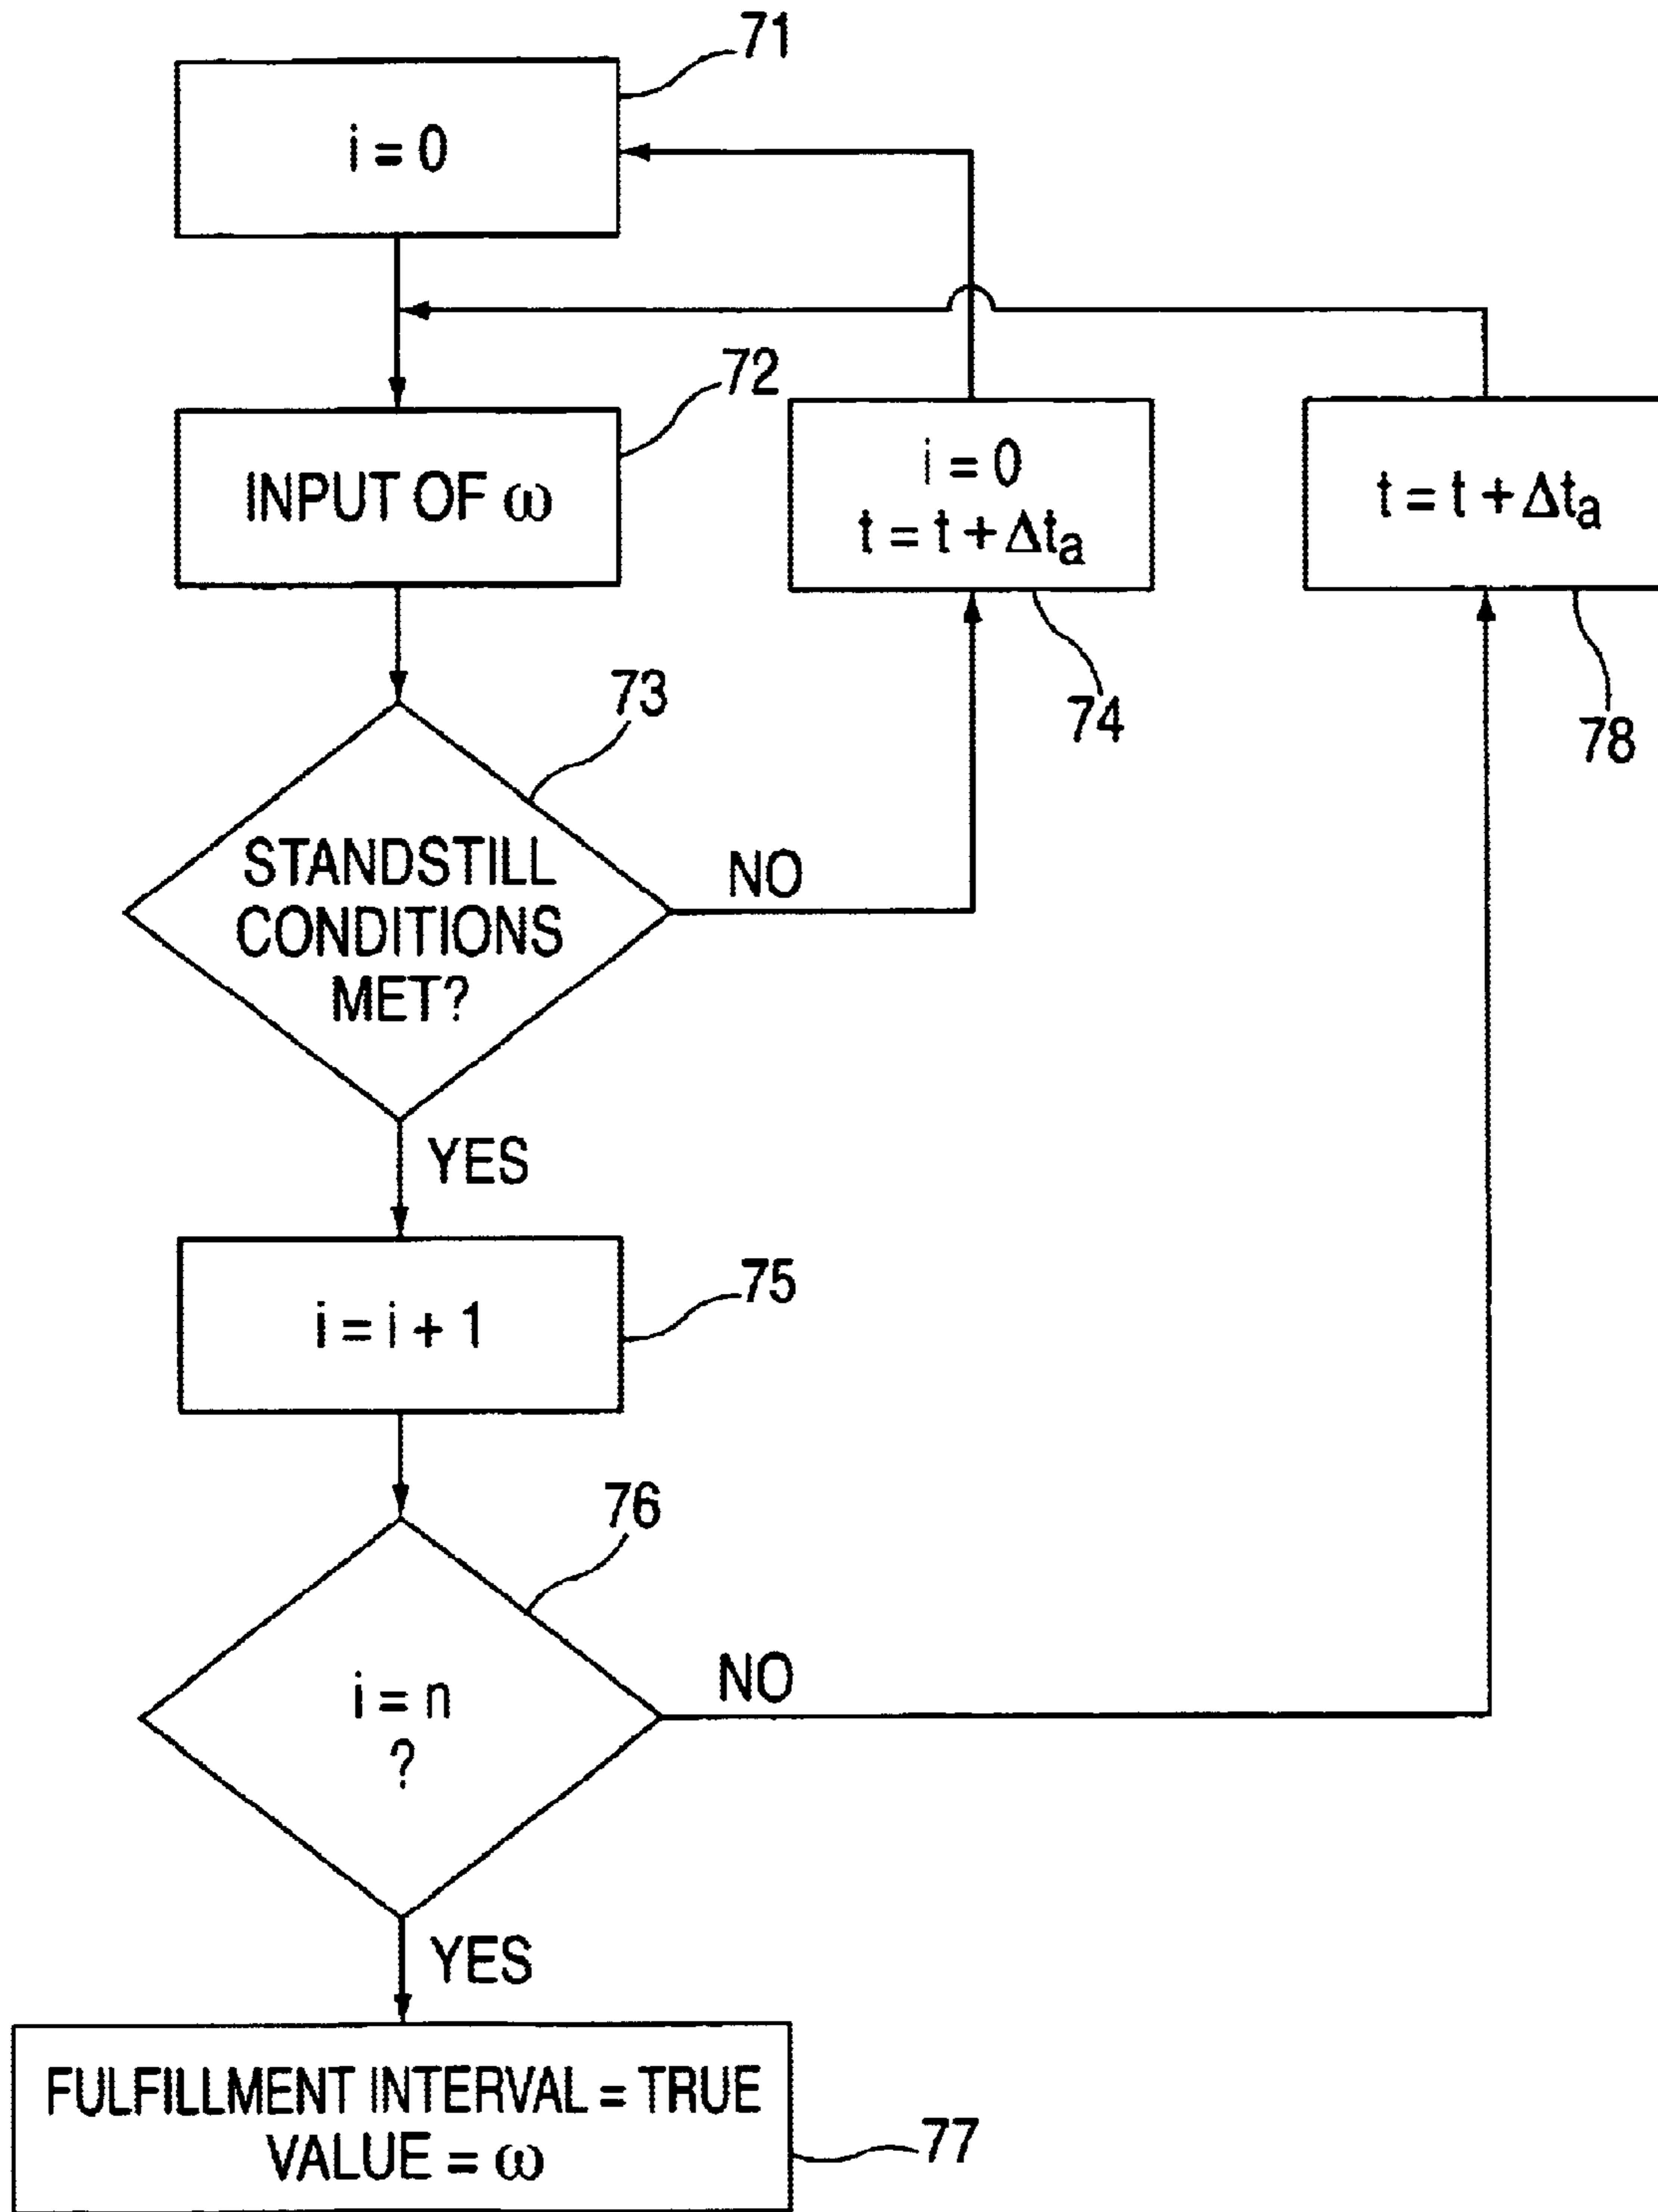 71
i = 0
72
INPUT OF ω
i = 0
t = t + Δtₐ
74
t = t + Δtₐ
78
73
STANDSTILL
CONDITIONS
MET?
NO
YES
75
i = i + 1
76
i = n
?
NO
YES
FULFILLMENT INTERVAL = TRUE
VALUE = ω
77